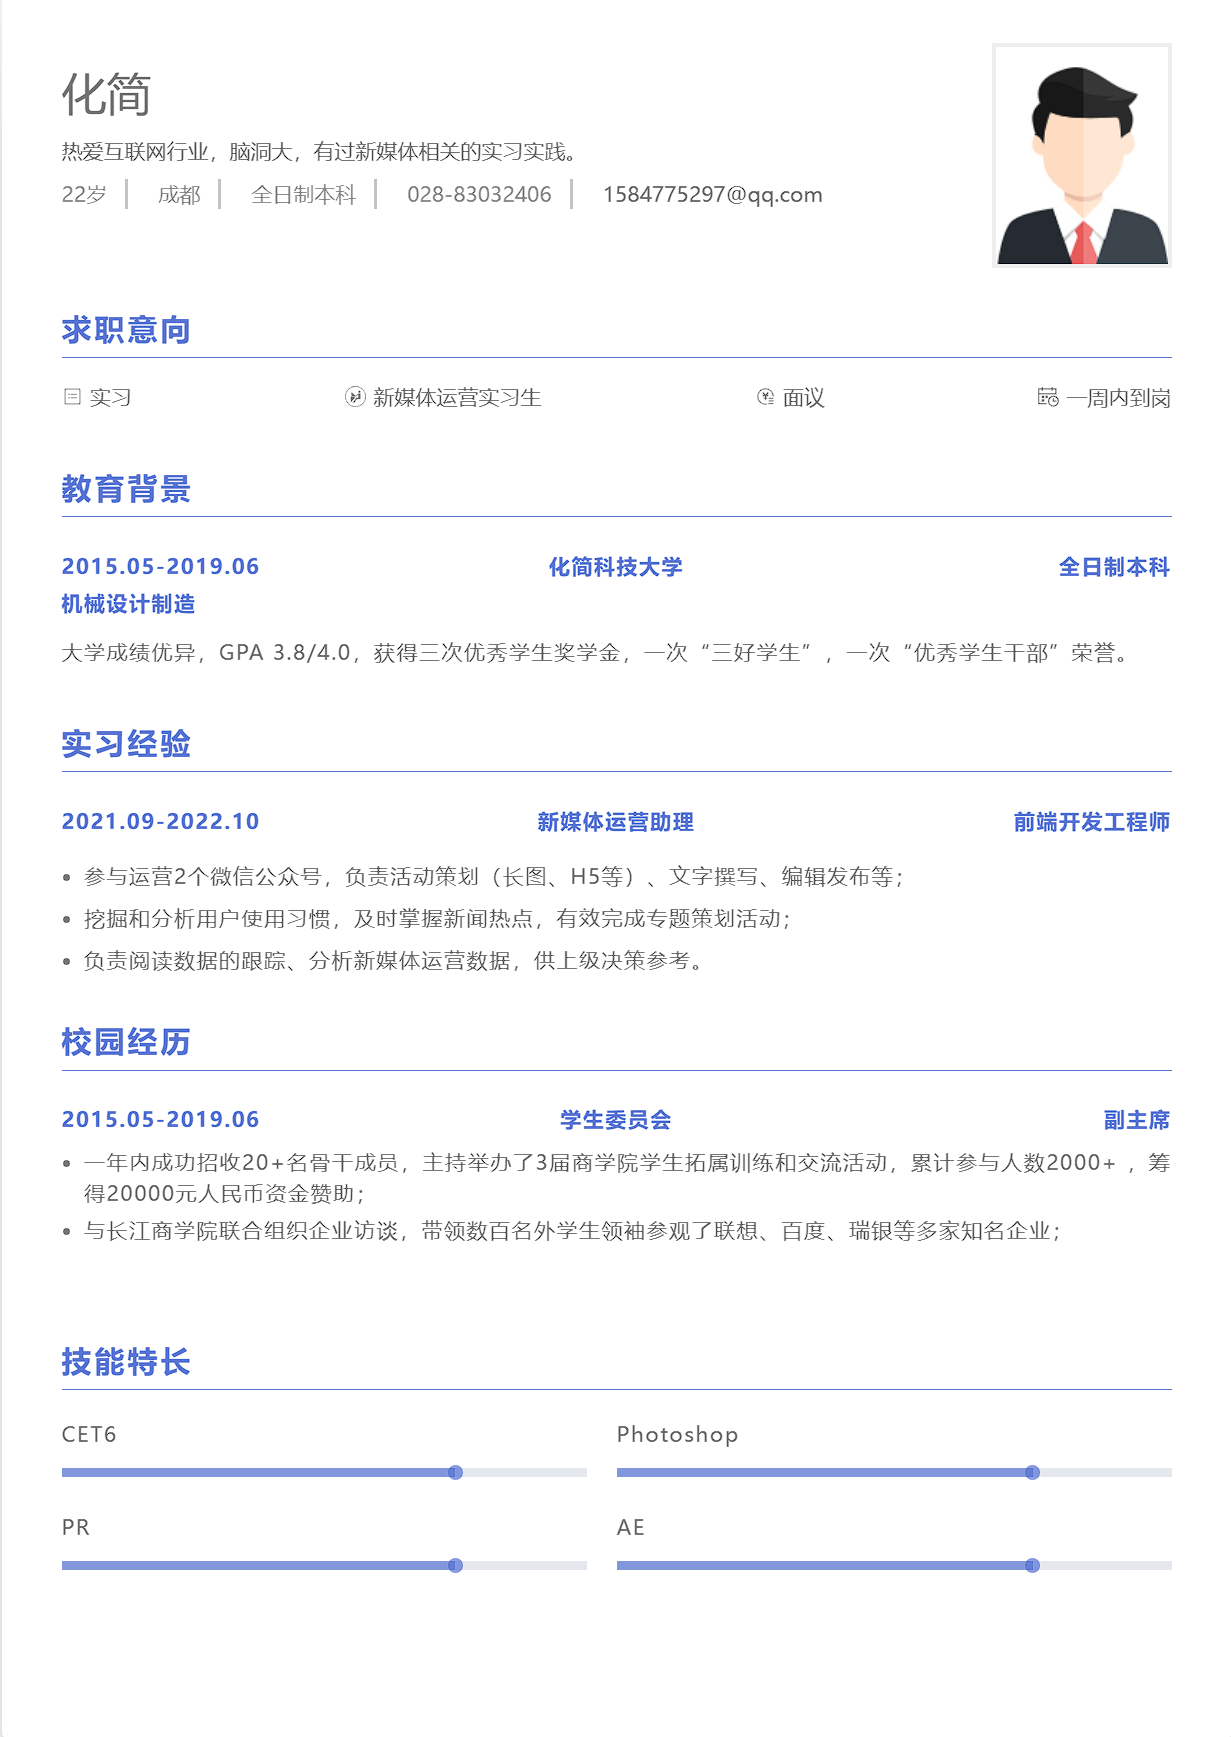 化简
热爱互联网行业，脑洞大，有过新媒体相关的实习实践。
22岁 成都 全日制本科 028-83032406 1584775297@qq.com
求职意向
实习 新媒体运营实习生 面议 一周内到岗
教育背景
2015.05-2019.06 化简科技大学 全日制本科
机械设计制造
大学成绩优异，GPA 3.8/4.0，获得三次优秀学生奖学金，一次“三好学生”，一次“优秀学生干部”荣誉。
实习经验
2021.09-2022.10 新媒体运营助理 前端开发工程师
• 参与运营2个微信公众号，负责活动策划（长图、H5等）、文字撰写、编辑发布等；
• 挖掘和分析用户使用习惯，及时掌握新闻热点，有效完成专题策划活动；
• 负责阅读数据的跟踪、分析新媒体运营数据，供上级决策参考。
校园经历
2015.05-2019.06 学生委员会 副主席
• 一年内成功招收20+名骨干成员，主持举办了3届商学院学生拓属训练和交流活动，累计参与人数2000+ ，筹
得20000元人民币资金赞助；
• 与长江商学院联合组织企业访谈，带领数百名外学生领袖参观了联想、百度、瑞银等多家知名企业；
技能特长
CET6 Photoshop
PR AE